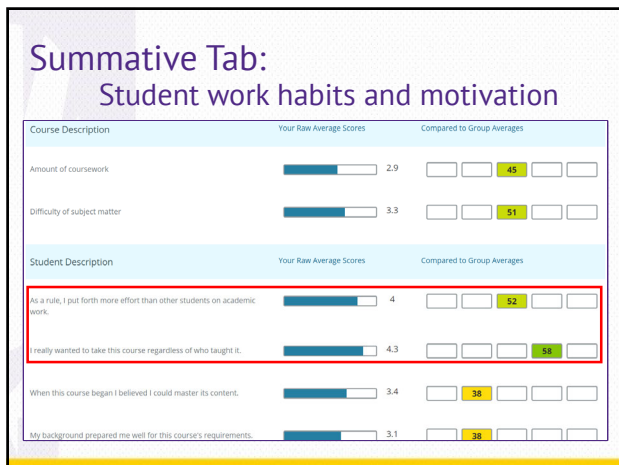 Summative Tab:
Student work habits and motivation
Course Description Your Raw Average Scores Compared to Group Averages
Amount of coursework 2.9 45
Difficulty of subject matter 3.3 51
Student Description Your Raw Average Scores Compared to Group Averages
As a rule, I put forth more effort than other students on academic 4 52
work.
I really wanted to take this course regardless of who taught it. 4.3 58
When this course began I believed I could master its content. 3.4 38
My background prepared me well for this course's requirements. 3.1 38